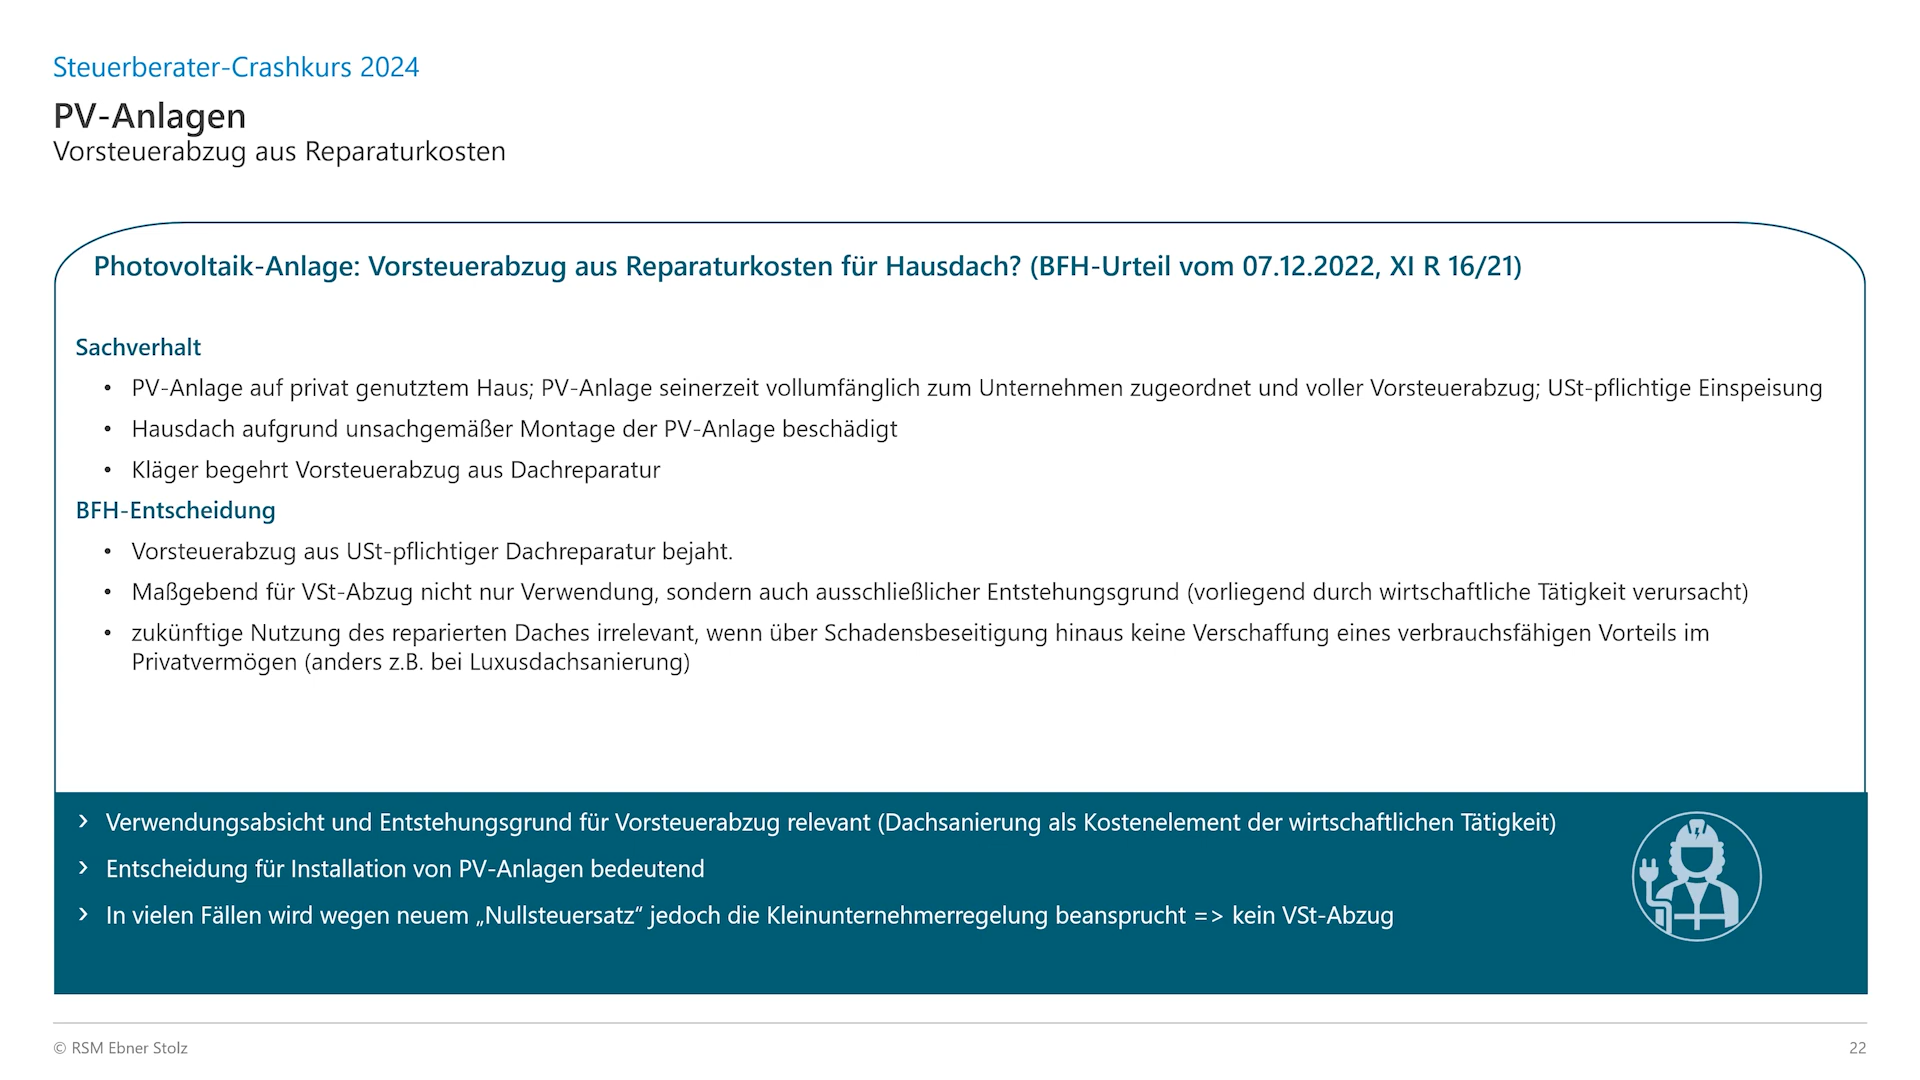 Steuerberater-Crashkurs 2024
PV-Anlagen
Vorsteuerabzug aus Reparaturkosten
Photovoltaik-Anlage: Vorsteuerabzug aus Reparaturkosten für Hausdach? (BFH-Urteil vom 07.12.2022, XI R 16/21)
Sachverhalt
• PV-Anlage auf privat genutztem Haus; PV-Anlage seinerzeit vollumfänglich zum Unternehmen zugeordnet und voller Vorsteuerabzug; USt-pflichtige Einspeisung
• Hausdach aufgrund unsachgemäßer Montage der PV-Anlage beschädigt
• Kläger begehrt Vorsteuerabzug aus Dachreparatur
BFH-Entscheidung
• Vorsteuerabzug aus USt-pflichtiger Dachreparatur bejaht.
• Maßgebend für VSt-Abzug nicht nur Verwendung, sondern auch ausschließlicher Entstehungsgrund (vorliegend durch wirtschaftliche Tätigkeit verursacht)
• zukünftige Nutzung des reparierten Daches irrelevant, wenn über Schadensbeseitigung hinaus keine Verschaffung eines verbrauchsfähigen Vorteils im
Privatvermögen (anders z.B. bei Luxusdachsanierung)
› Verwendungsabsicht und Entstehungsgrund für Vorsteuerabzug relevant (Dachsanierung als Kostenelement der wirtschaftlichen Tätigkeit)
› Entscheidung für Installation von PV-Anlagen bedeutend
› In vielen Fällen wird wegen neuem „Nullsteuersatz“ jedoch die Kleinunternehmerregelung beansprucht => kein VSt-Abzug
© RSM Ebner Stolz
22